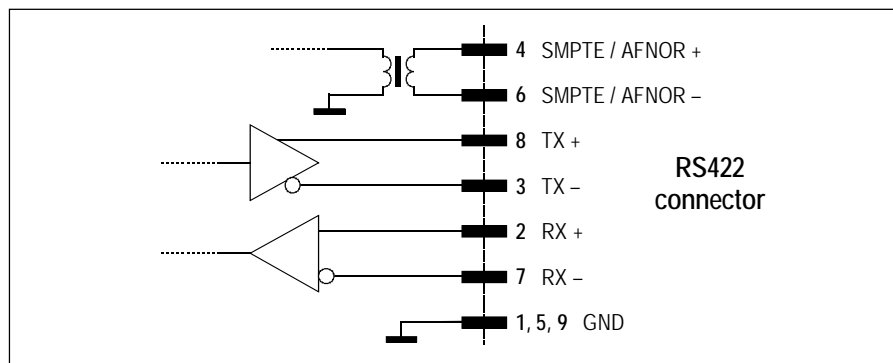 4 SMPTE / AFNOR +
6 SMPTE / AFNOR –
8 TX +
3 TX –
RS422
connector
2 RX +
7 RX –
1, 5, 9 GND